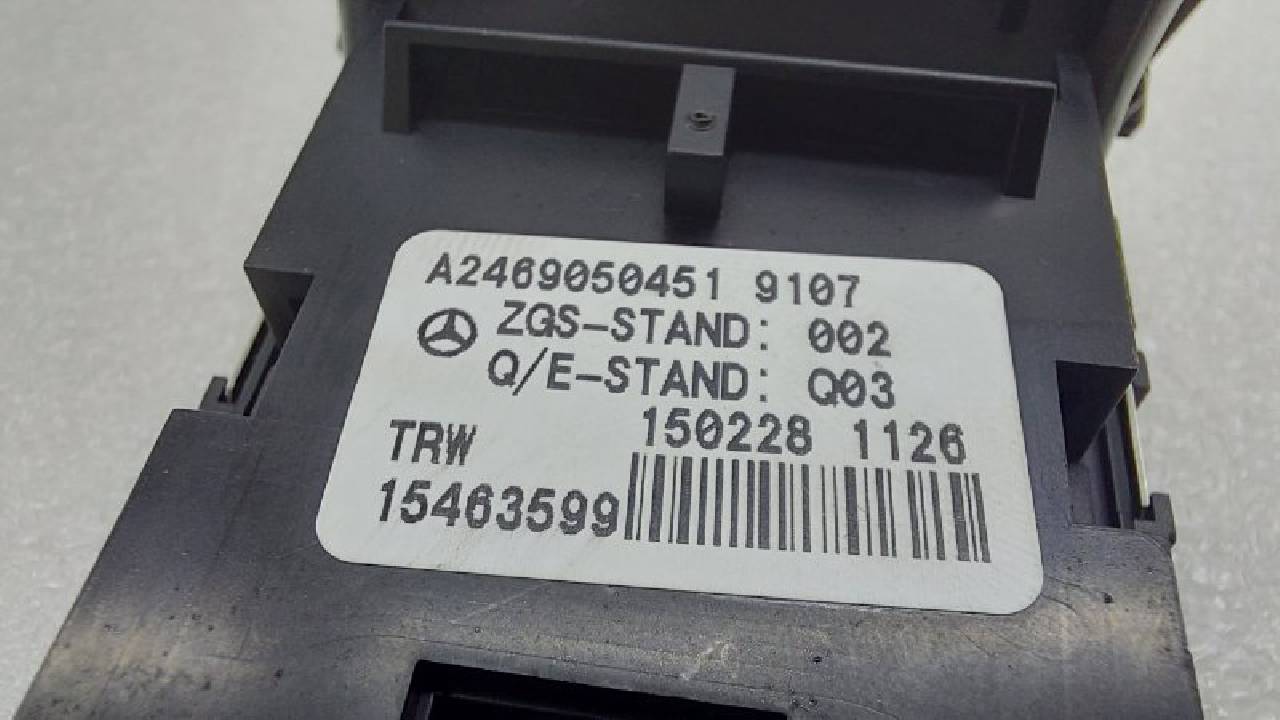 A2469050451 9107
ZGS-STAND: 002
Q/E-STAND: Q03
150228 1126
TRW
15463599